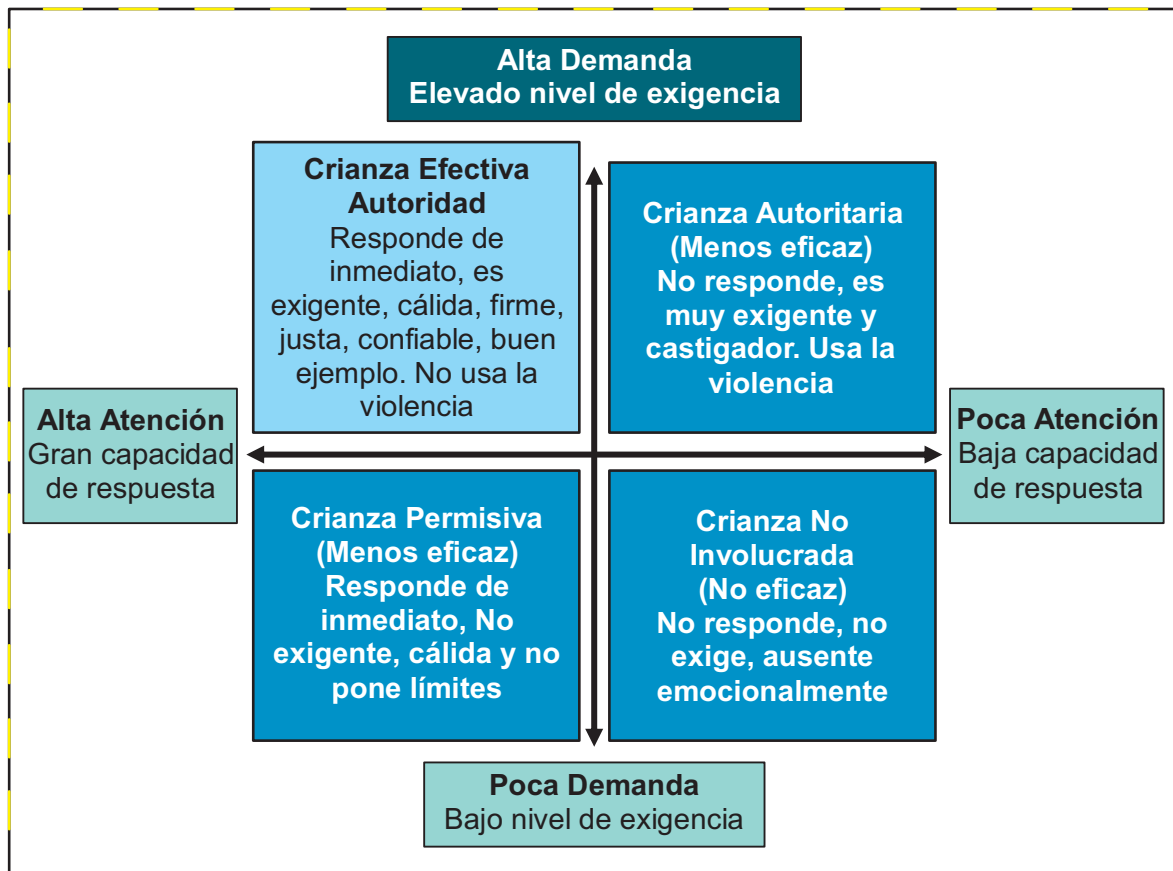 Alta Demanda
Elevado nivel de exigencia
Crianza Efectiva
Autoridad
Responde de
inmediato, es
exigente, cálida, firme,
justa, confiable, buen
ejemplo. No usa la
violencia
Crianza Autoritaria
(Menos eficaz)
No responde, es
muy exigente y
castigador. Usa la
violencia
Alta Atención
Gran capacidad
de respuesta
Poca Atención
Baja capacidad
de respuesta
Crianza Permisiva
(Menos eficaz)
Responde de
inmediato, No
exigente, cálida y no
pone límites
Crianza No
Involucrada
(No eficaz)
No responde, no
exige, ausente
emocionalmente
Poca Demanda
Bajo nivel de exigencia